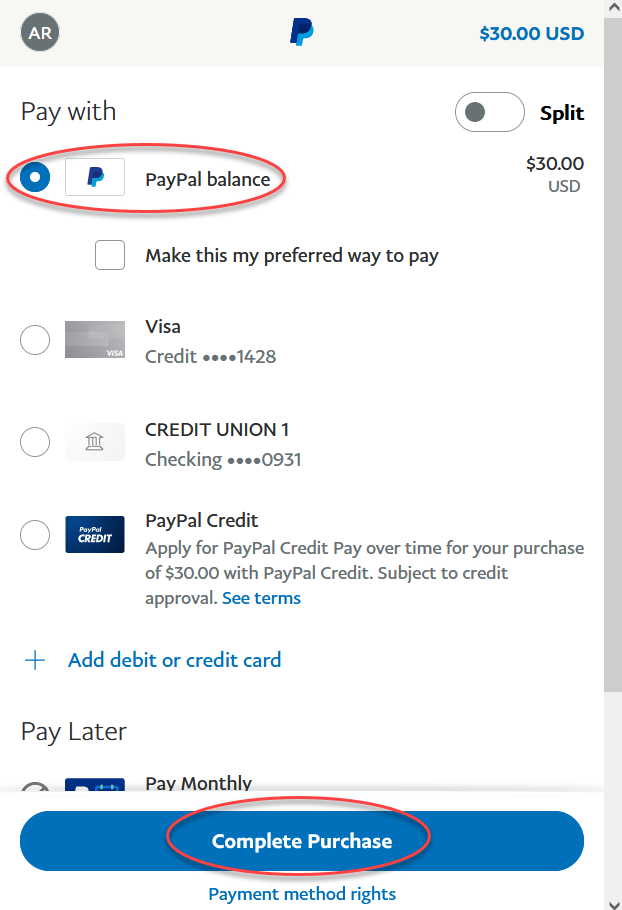 AR
$30.00 USD
Pay with
Split
PayPal balance
$30.00
USD
Make this my preferred way to pay
VISA
Visa
Credit ••••1428
CREDIT UNION 1
Checking ••••0931
PayPal
CREDIT
PayPal Credit
Apply for PayPal Credit Pay over time for your purchase
of $30.00 with PayPal Credit. Subject to credit
approval. See terms
Add debit or credit card
Pay Later
Pay Monthly
Complete Purchase
Payment method rights